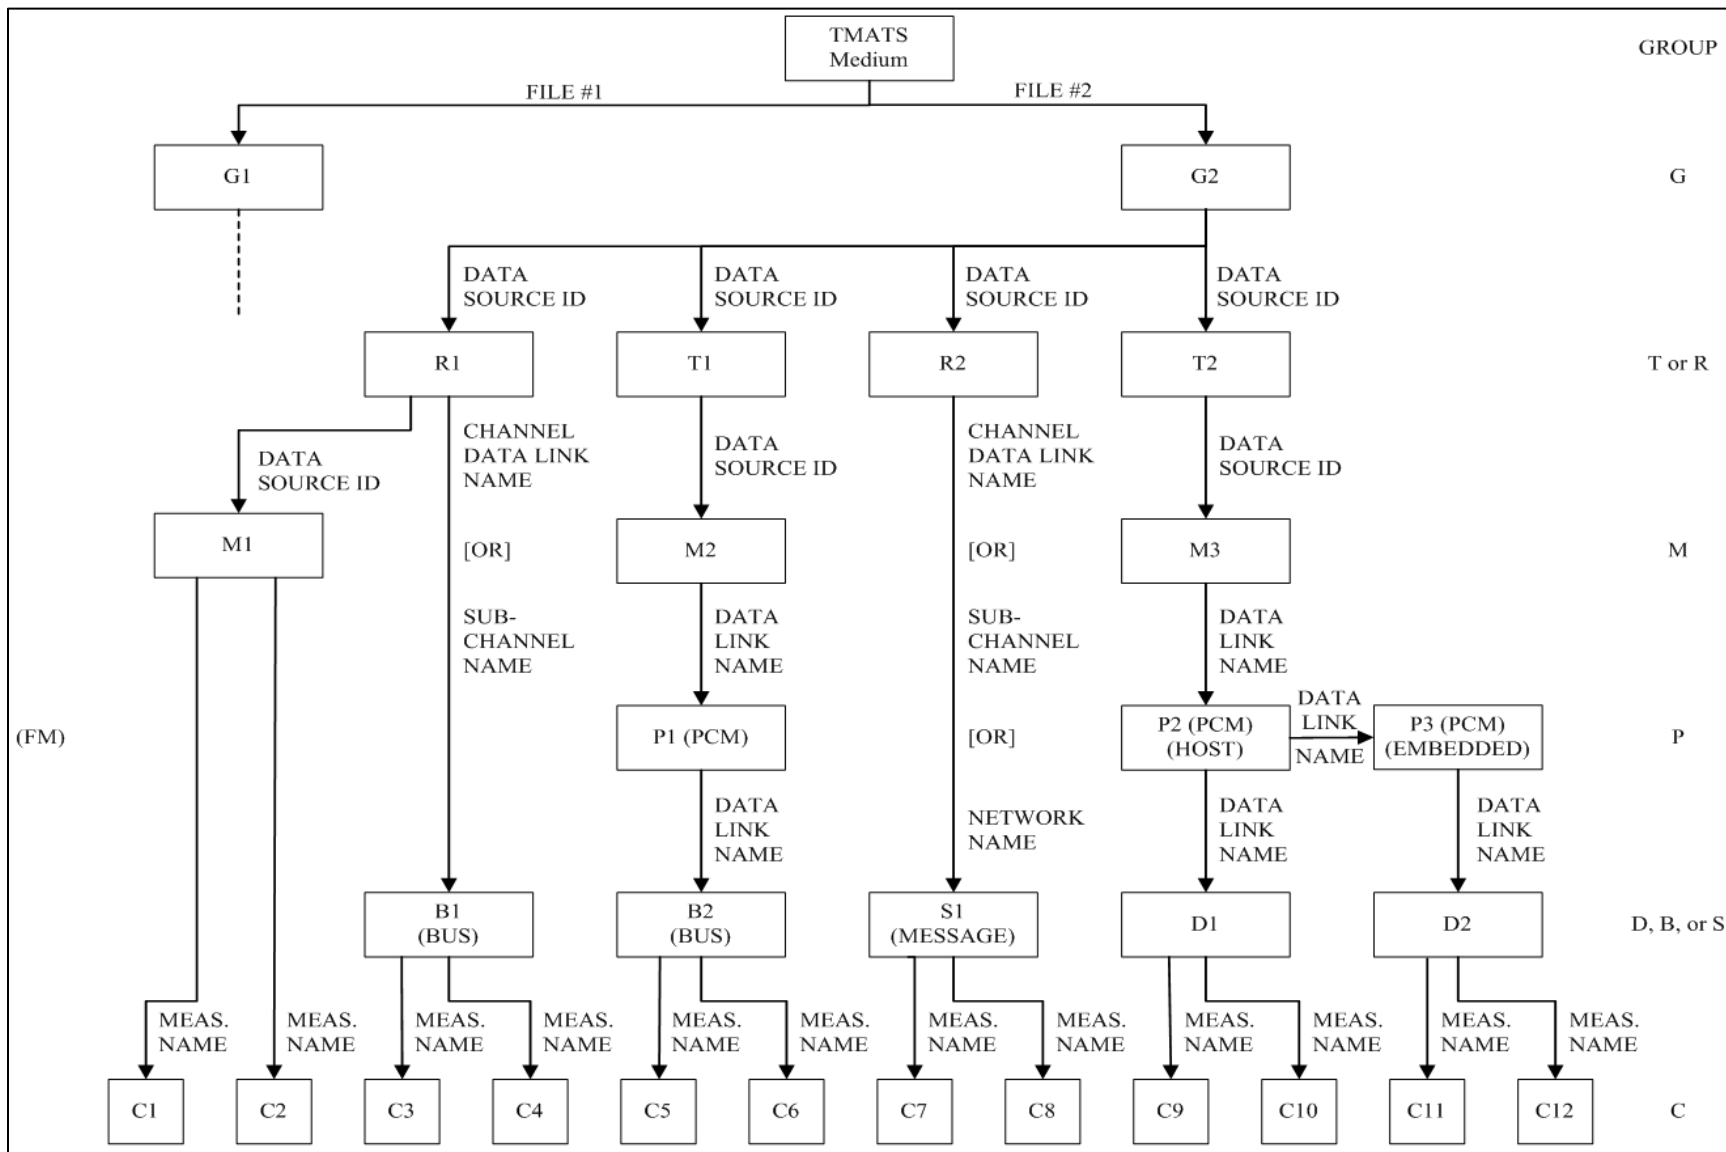 TMATS
Medium
GROUP
FILE #1
FILE #2
G1
G2
G
DATA
SOURCE ID
DATA
SOURCE ID
DATA
SOURCE ID
DATA
SOURCE ID
R1
T1
R2
T2
T or R
DATA
SOURCE ID
CHANNEL
DATA LINK
NAME
DATA
SOURCE ID
CHANNEL
DATA LINK
NAME
DATA
SOURCE ID
M1
[OR]
M2
[OR]
M3
M
SUB-
CHANNEL
NAME
DATA
LINK
NAME
SUB-
CHANNEL
NAME
DATA
LINK
NAME
(FM)
P1 (PCM)
[OR]
P2 (PCM)
(HOST)
DATA
LINK
NAME
P3 (PCM)
(EMBEDDED)
P
DATA
LINK
NAME
NETWORK
NAME
DATA
LINK
NAME
DATA
LINK
NAME
B1
(BUS)
B2
(BUS)
S1
(MESSAGE)
D1
D2
D, B, or S
MEAS.
NAME
MEAS.
NAME
MEAS.
NAME
MEAS.
NAME
MEAS.
NAME
MEAS.
NAME
MEAS.
NAME
MEAS.
NAME
MEAS.
NAME
MEAS.
NAME
MEAS.
NAME
MEAS.
NAME
C1
C2
C3
C4
C5
C6
C7
C8
C9
C10
C11
C12
C